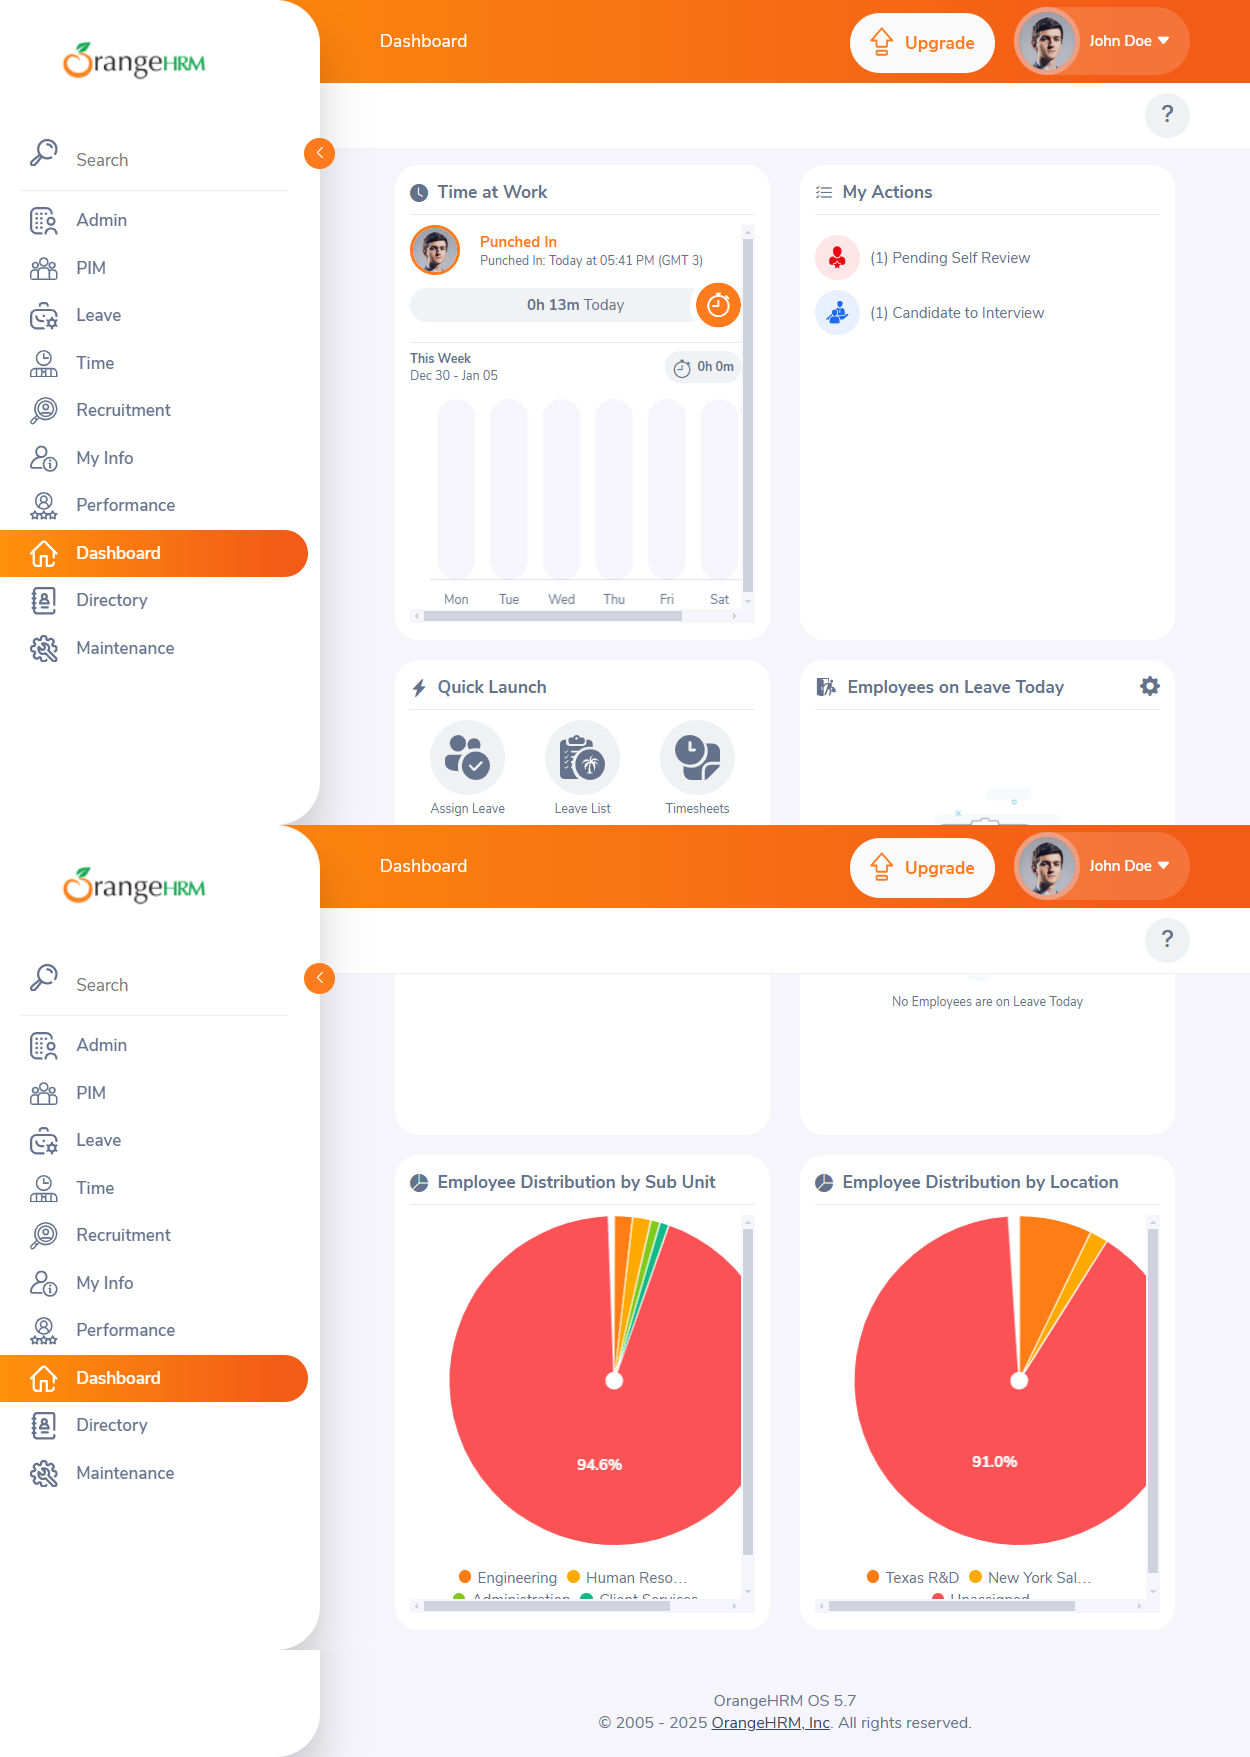 OrangeHRM
Dashboard
Upgrade
John Doe
?
Search
Admin
PIM
Leave
Time
Recruitment
My Info
Performance
Dashboard
Directory
Maintenance
Time at Work
Punched In
Punched In: Today at 05:41 PM (GMT 3)
0h 13m Today
This Week
Dec 30 - Jan 05
0h 0m
Mon Tue Wed Thu Fri Sat
My Actions
(1) Pending Self Review
(1) Candidate to Interview
Quick Launch
Assign Leave
Leave List
Timesheets
Employees on Leave Today
OrangeHRM
Dashboard
Upgrade
John Doe
?
Search
Admin
PIM
Leave
Time
Recruitment
My Info
Performance
Dashboard
Directory
Maintenance
No Employees are on Leave Today
Employee Distribution by Sub Unit
94.6%
Engineering Human Reso...
Administration Client Services
Employee Distribution by Location
91.0%
Texas R&D New York Sal...
Unassigned
OrangeHRM OS 5.7
© 2005 - 2025 OrangeHRM, Inc. All rights reserved.